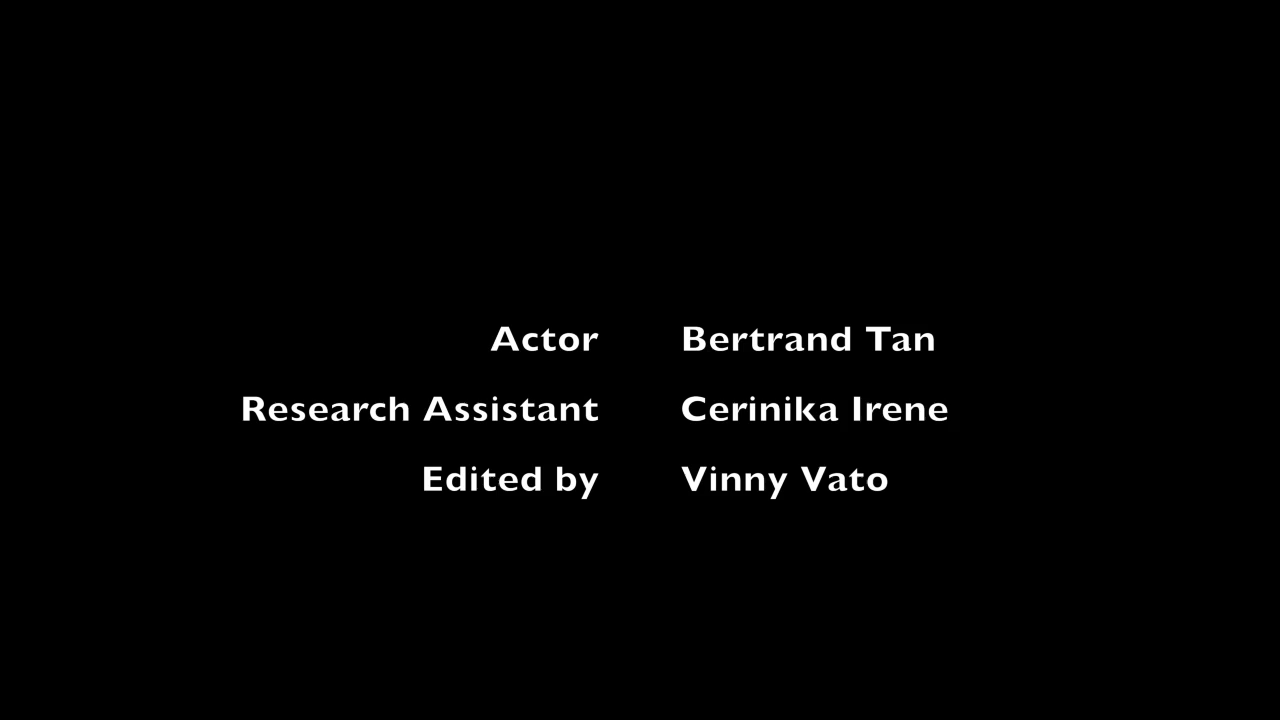 Actor Bertrand Tan
Research Assistant Cerinika Irene
Edited by Vinny Vato